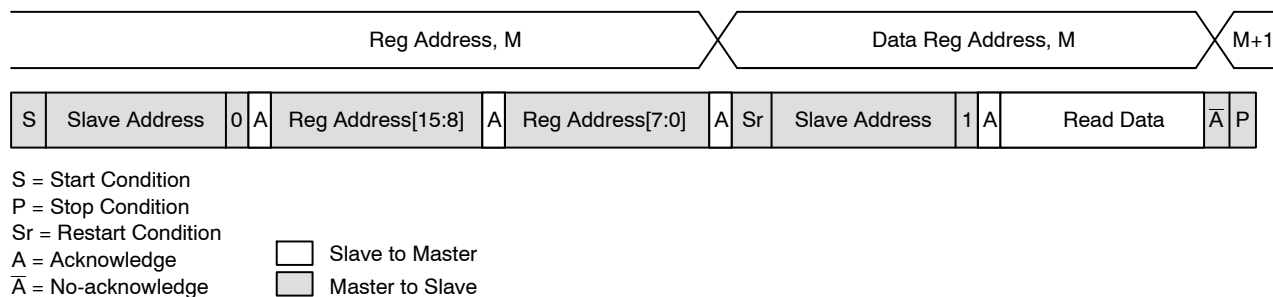 Reg Address, M Data Reg Address, M M+1
S Slave Address 0 A Reg Address[15:8] A Reg Address[7:0] A Sr Slave Address 1 A Read Data A̅ P
S = Start Condition
P = Stop Condition
Sr = Restart Condition
A = Acknowledge Slave to Master
A̅ = No-acknowledge Master to Slave